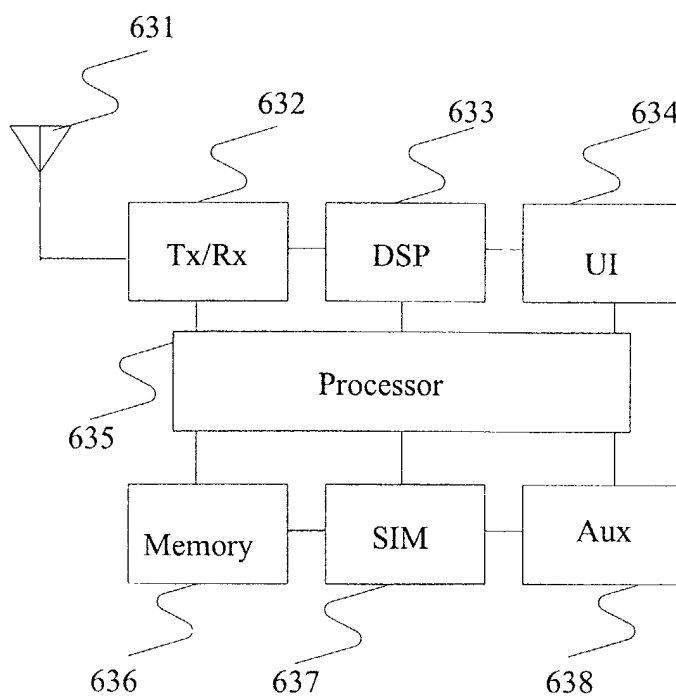 631
632
633
634
Tx/Rx
DSP
UI
Processor
635
Memory
SIM
Aux
636
637
638